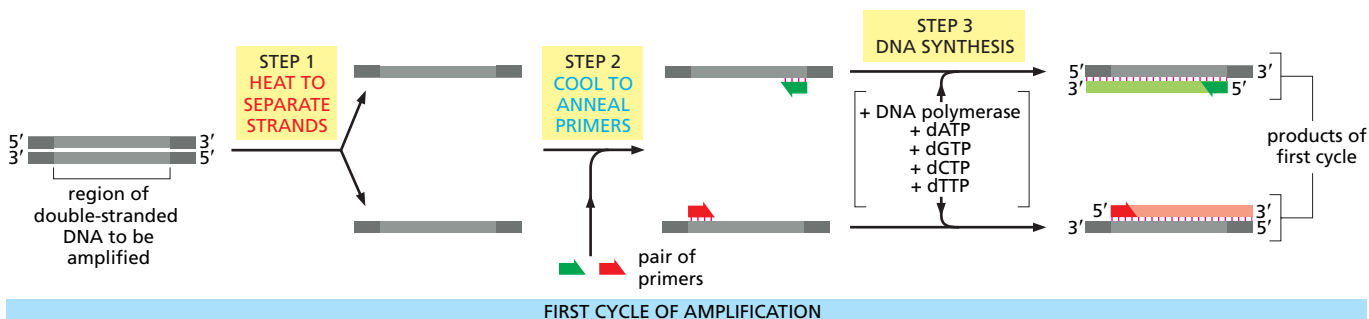 5′ 3′
3′ 5′
region of
double-stranded
DNA to be
amplified
STEP 1
HEAT TO
SEPARATE
STRANDS
STEP 2
COOL TO
ANNEAL
PRIMERS
pair of
primers
STEP 3
DNA SYNTHESIS
+ DNA polymerase
+ dATP
+ dGTP
+ dCTP
+ dTTP
5′ 3′
3′ 5′
5′ 3′
3′ 5′
products of
first cycle
FIRST CYCLE OF AMPLIFICATION